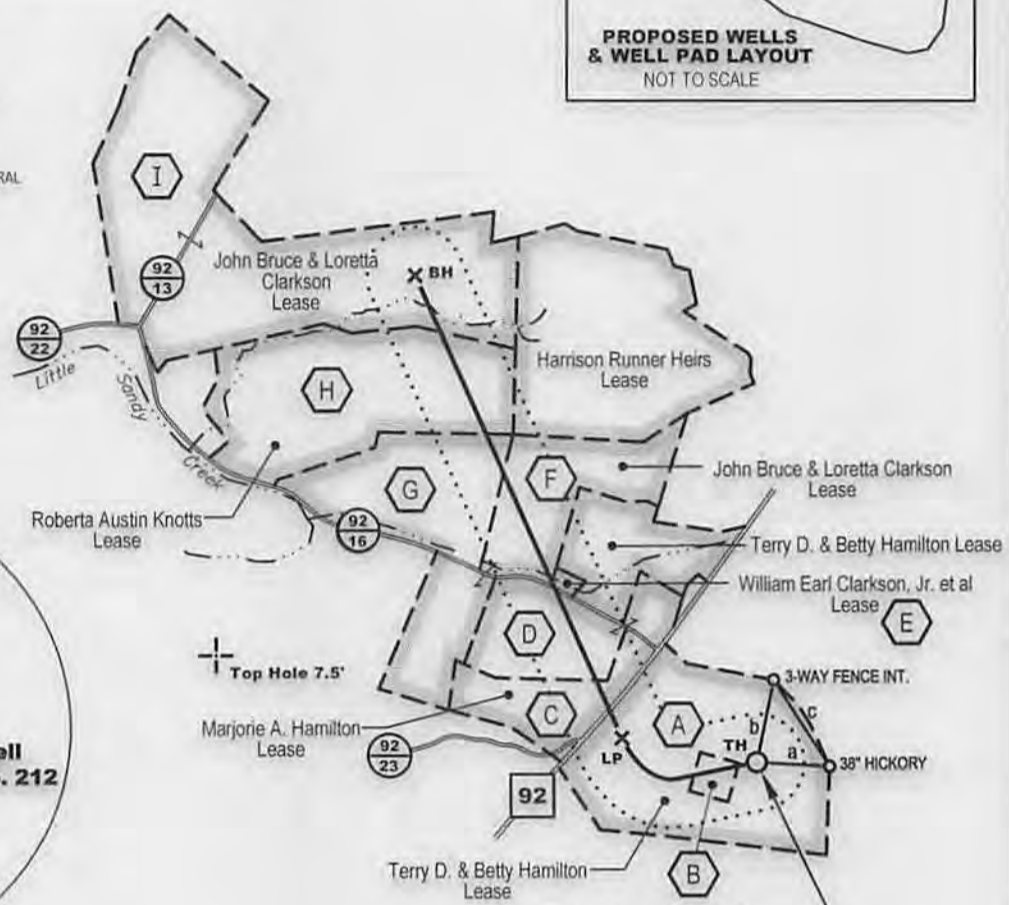 PROPOSED WELLS
& WELL PAD LAYOUT
NOT TO SCALE
RAL
I
92
13
John Bruce & Loretta
Clarkson
Lease
BH
92
22
Little
Sandy
Creek
Harrison Runner Heirs
Lease
H
G
F
John Bruce & Loretta Clarkson
Lease
Roberta Austin Knotts
Lease
92
16
Terry D. & Betty Hamilton Lease
William Earl Clarkson, Jr. et al
Lease
E
D
Top Hole 7.5'
3-WAY FENCE INT.
Marjorie A. Hamilton
Lease
C
A
b
c
TH
a
38" HICKORY
92
23
LP
ell
. 212
92
B
Terry D. & Betty Hamilton
Lease